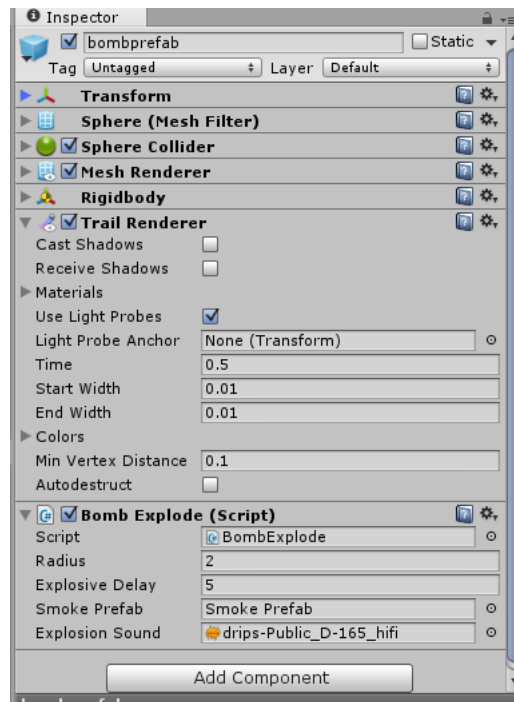 Inspector
bombprefab Static
Tag Untagged Layer Default
Transform
Sphere (Mesh Filter)
Sphere Collider
Mesh Renderer
Rigidbody
Trail Renderer
Cast Shadows
Receive Shadows
Materials
Use Light Probes
Light Probe Anchor None (Transform)
Time 0.5
Start Width 0.01
End Width 0.01
Colors
Min Vertex Distance 0.1
Autodestruct
Bomb Explode (Script)
Script BombExplode
Radius 2
Explosive Delay 5
Smoke Prefab Smoke Prefab
Explosion Sound drips-Public_D-165_hifi
Add Component